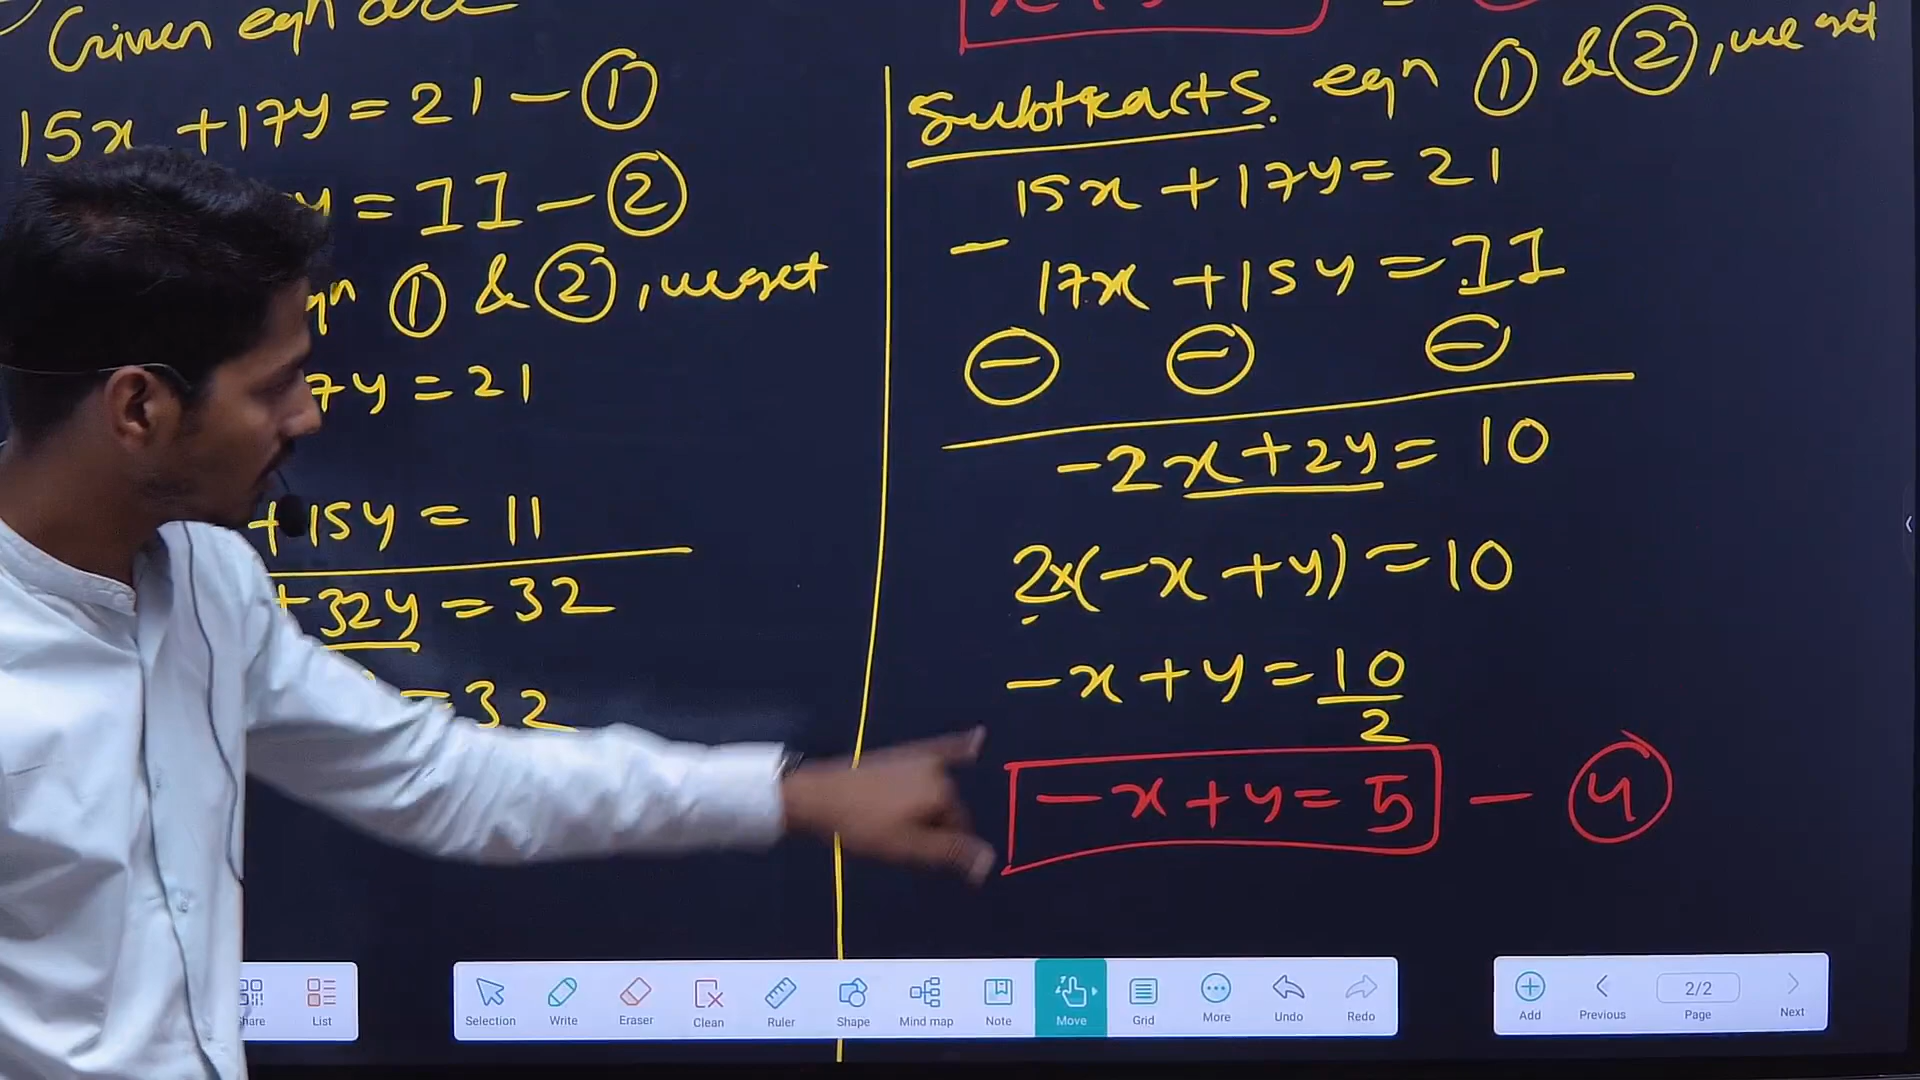 Given eqn are
15x + 17y = 21 — ①
y = 11 — ②
eqn ① & ②, we get
7y = 21
+ 15y = 11
+ 32y = 32
= 32
Subtracts eqn ① & ②, we get
15x + 17y = 21
- 17x + 15y = 11
⊖ ⊖ ⊖
-2x + 2y = 10
2×(-x + y) = 10
-x + y = 10/2
-x + y = 5 — ④
List
Selection
Write
Eraser
Clean
Ruler
Shape
Mind map
Note
Move
Grid
More
Undo
Redo
Add
Previous
2/2
Page
Next